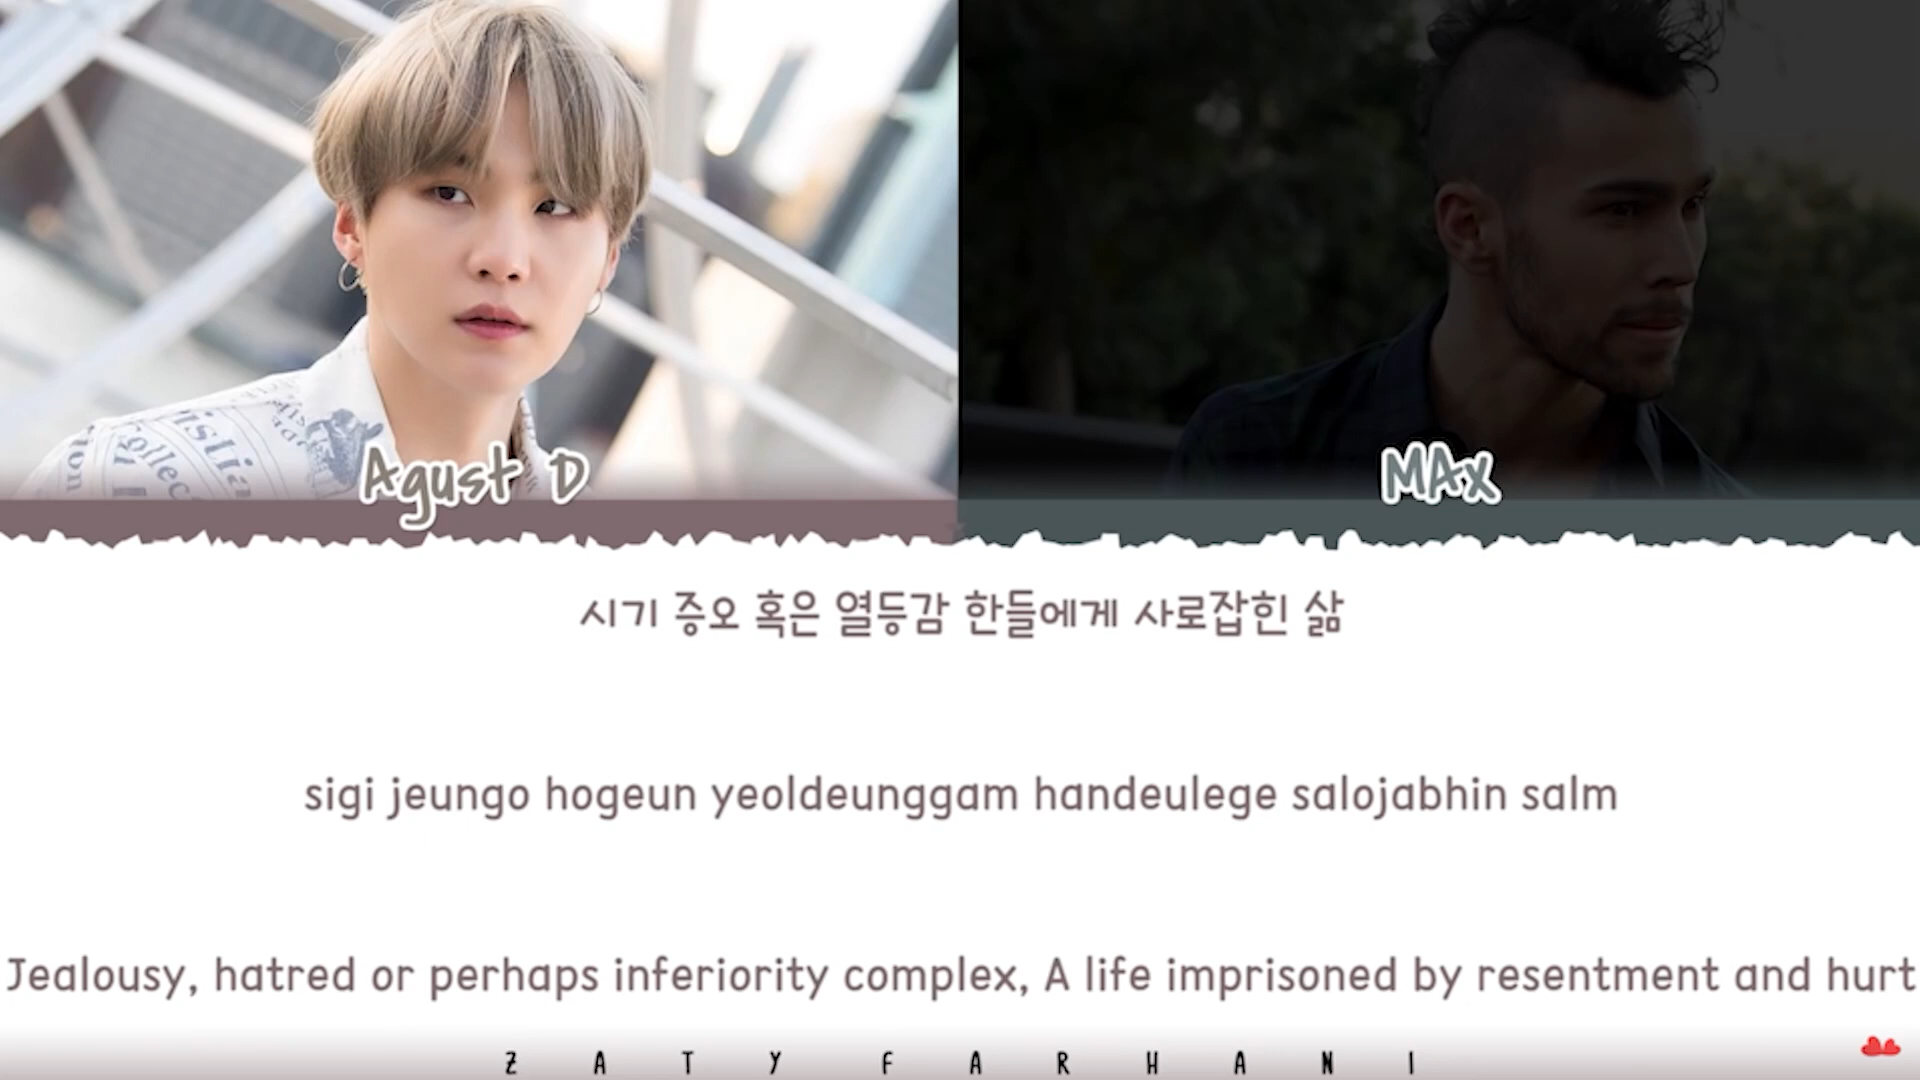 Agust D
MAX
시기 증오 혹은 열등감 한들에게 사로잡힌 삶
sigi jeungo hogeun yeoldeunggam handeulege salojabhin salm
Jealousy, hatred or perhaps inferiority complex, A life imprisoned by resentment and hurt
ZATY FARHANI